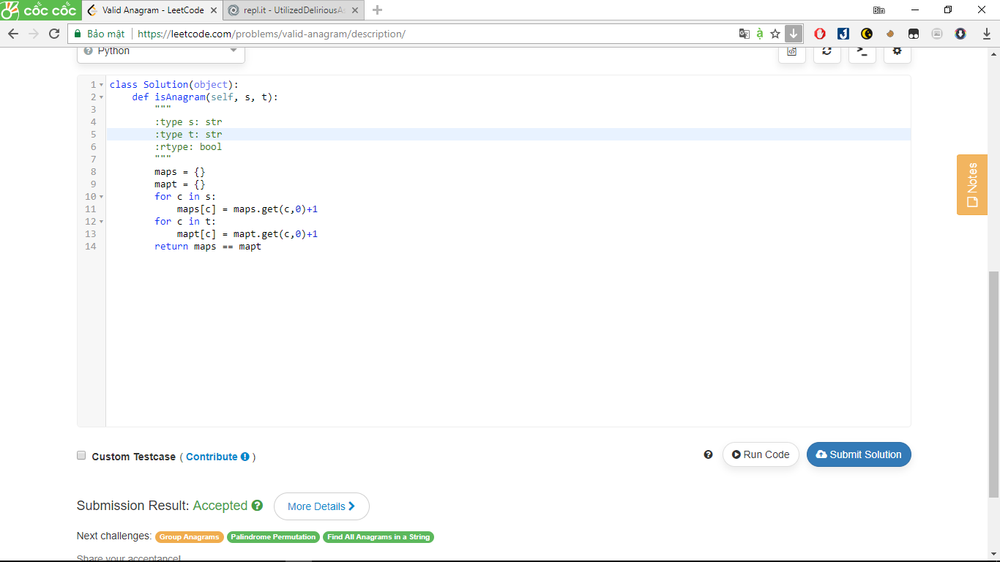 cốc cốc Valid Anagram - LeetCode repl.it - UtilizedDeliriousAs Bin
Bảo mật https://leetcode.com/problems/valid-anagram/description/
Python
1 class Solution(object):
2 def isAnagram(self, s, t):
3 """
4 :type s: str
5 :type t: str
6 :rtype: bool
7 """
8 maps = {}
9 mapt = {}
10 for c in s:
11 maps[c] = maps.get(c,0)+1
12 for c in t:
13 mapt[c] = mapt.get(c,0)+1
14 return maps == mapt
Notes
Custom Testcase ( Contribute )
Run Code Submit Solution
Submission Result: Accepted More Details
Next challenges: Group Anagrams Palindrome Permutation Find All Anagrams in a String
Share your acceptance!